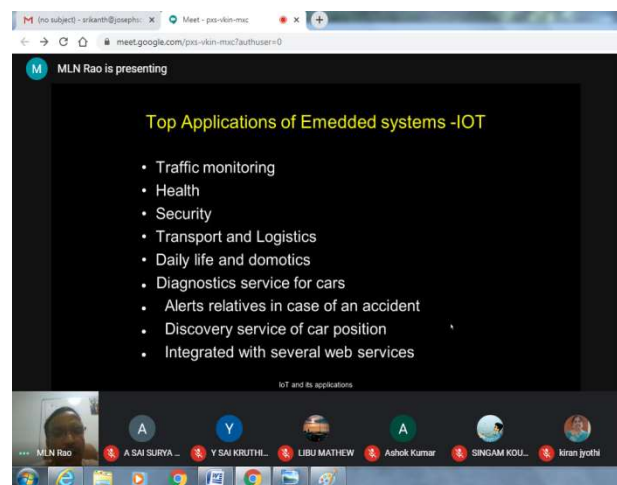 (no subject) - srikanth@josephs:
Meet - pxs-vkin-mxc
meet.google.com/pxs-vkin-mxc?authuser=0
M
MLN Rao is presenting
Top Applications of Emedded systems -IOT
• Traffic monitoring
• Health
• Security
• Transport and Logistics
• Daily life and domotics
• Diagnostics service for cars
• Alerts relatives in case of an accident
• Discovery service of car position
• Integrated with several web services
IoT and its applications
A
Y
A
MLN Rao
A SAI SURYA ...
Y SAI KRUTHI...
LIBU MATHEW
Ashok Kumar
SINGAM KOU...
kiran jyothi